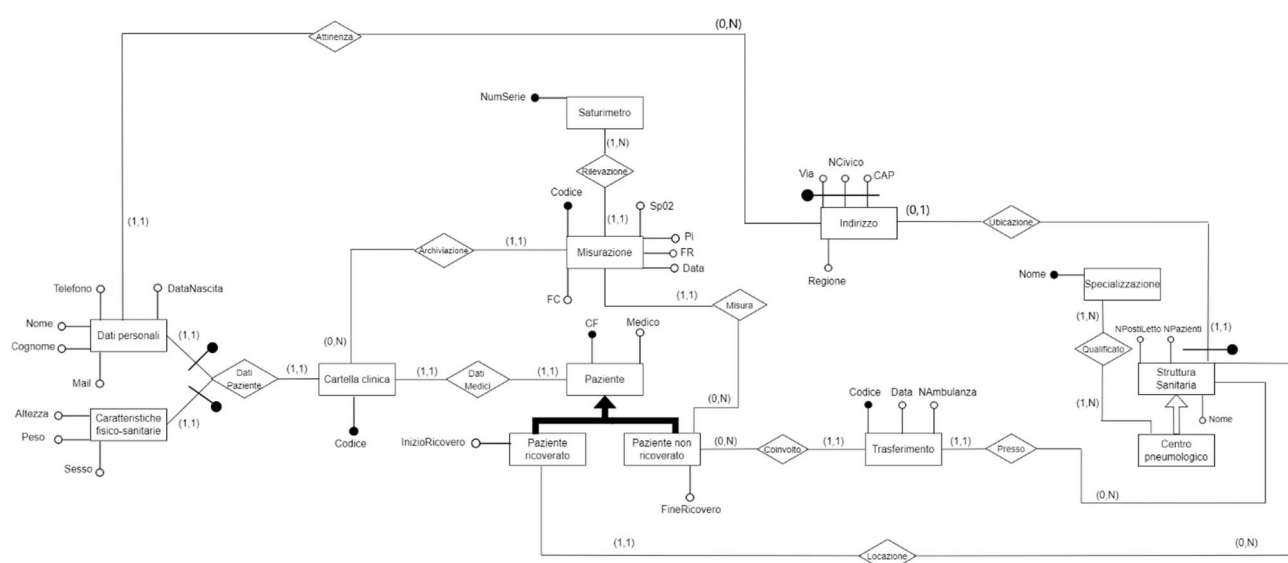 (0,N)
Attinenza
NumSerie
Saturimetro
(1,N)
Rilevazione
NCivico
Via
CAP
Codice
Sp02
(1,1)
(1,1)
Indirizzo
(0,1)
Ubicazione
Archiviazione
(1,1)
Misurazione
Pi
FR
Data
Regione
Nome
Specializzazione
Telefono
DataNascita
FC
(1,1)
Misura
(1,N)
NPostiLetto
NPazienti
(1,1)
Nome
Dati personali
(1,1)
CF
Medico
Qualificato
Cognome
(0,N)
Mail
Dati
Paziente
(1,1)
Cartella clinica
(1,1)
Dati
Medici
(1,1)
Paziente
Struttura
Sanitaria
Altezza
Caratteristiche
fisico-sanitarie
(1,1)
Peso
Codice
(0,N)
Codice
Data
NAmbulanza
(1,N)
Nome
Sesso
InizioRicovero
Paziente
ricoverato
Paziente non
ricoverato
(0,N)
Coinvolto
(1,1)
Trasferimento
(1,1)
Presso
Centro
pneumologico
(0,N)
FineRicovero
(1,1)
Locazione
(0,N)